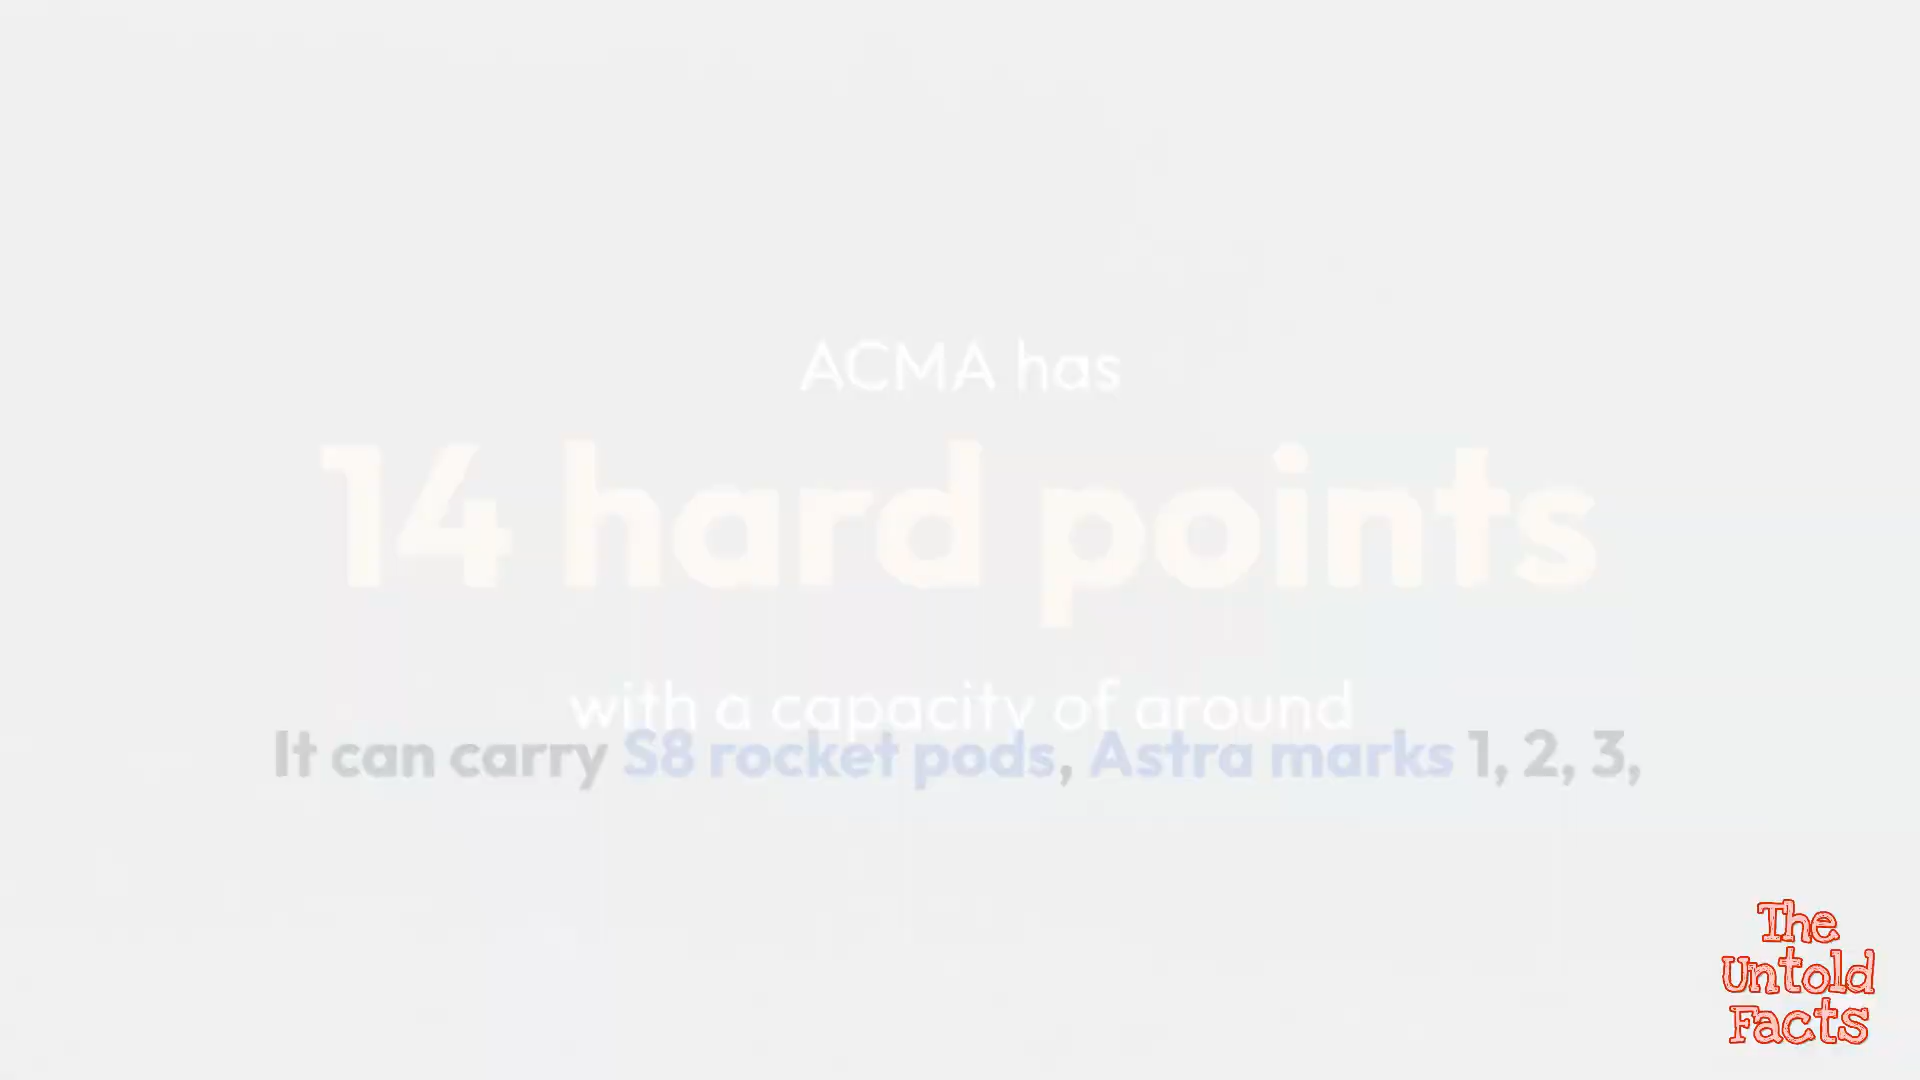 ACMA has
14 hard points
with a capacity of around
It can carry S8 rocket pods, Astra marks 1, 2, 3,
The
Untold
Facts